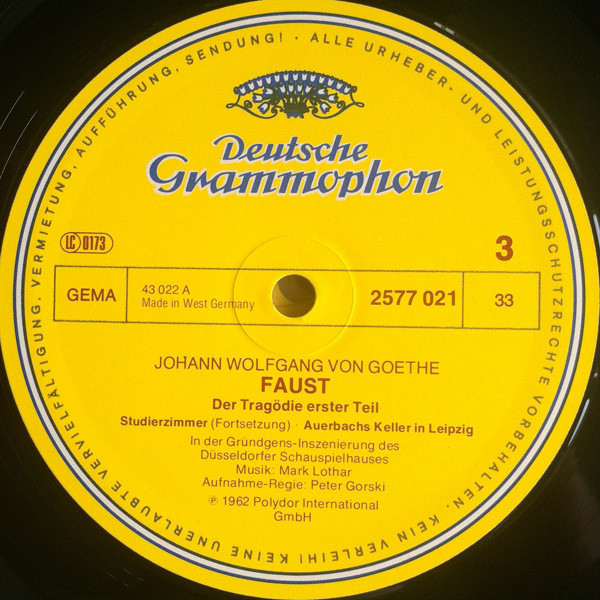 ALLE URHEBER- UND LEISTUNGSSCHUTZRECHTE VORBEHALTEN. KEIN VERLEIH! KEINE UNERLAUBTE VERVIELFÄLTIGUNG, VERMIETUNG, AUFFÜHRUNG, SENDUNG! ·
Deutsche
Grammophon
LC 0173
3
GEMA
43 022 A
Made in West Germany
2577 021
33
JOHANN WOLFGANG VON GOETHE
FAUST
Der Tragödie erster Teil
Studierzimmer (Fortsetzung) · Auerbachs Keller in Leipzig
In der Gründgens-Inszenierung des
Düsseldorfer Schauspielhauses
Musik: Mark Lothar
Aufnahme-Regie: Peter Gorski
℗ 1962 Polydor International
GmbH